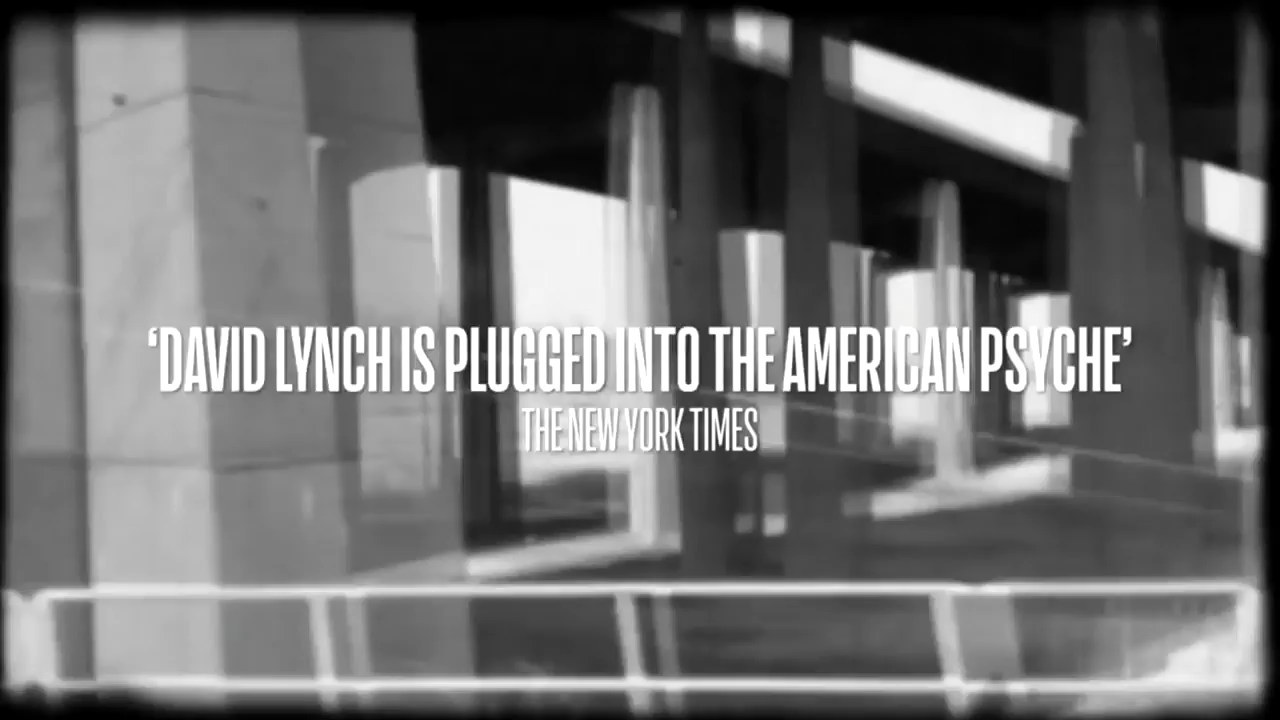 ‘DAVID LYNCH IS PLUGGED INTO THE AMERICAN PSYCHE’
THE NEW YORK TIMES